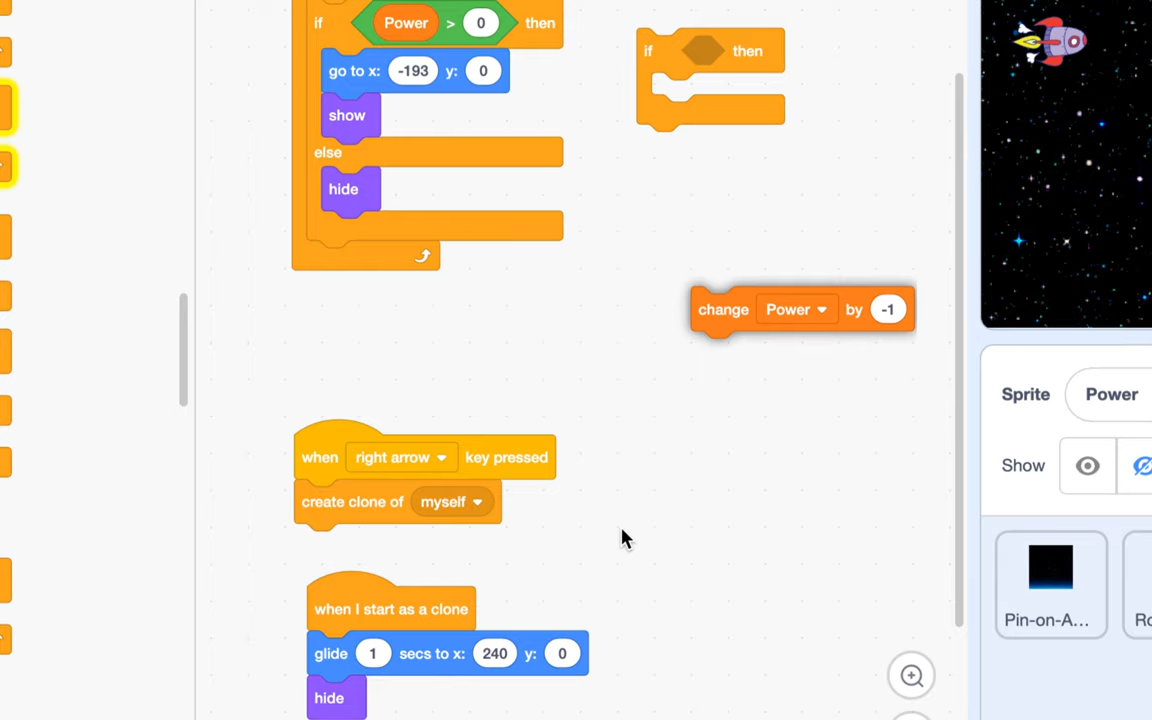 if Power > 0 then
go to x: -193 y: 0
show
else
hide
if then
change Power by -1
when right arrow key pressed
create clone of myself
when I start as a clone
glide 1 secs to x: 240 y: 0
hide
Sprite Power
Show
Pin-on-A...